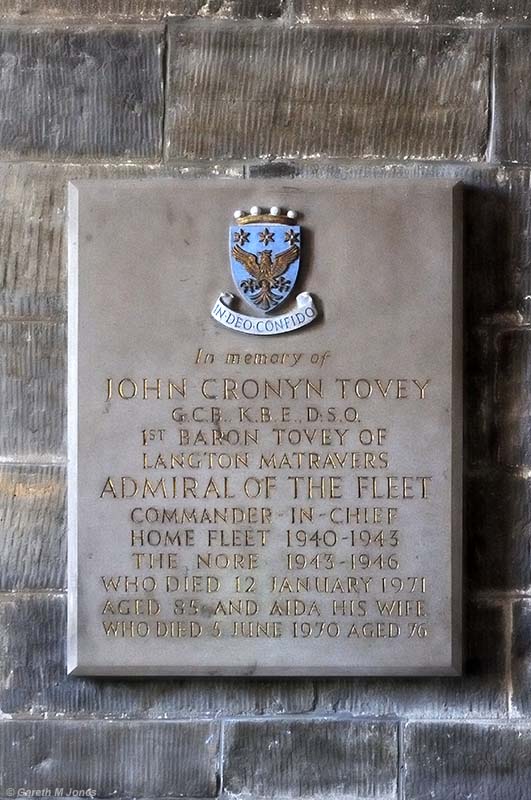 IN·DEO·CONFIDO
In memory of
JOHN CRONYN TOVEY
G.C.B., K.B.E., D.S.O.
1ST BARON TOVEY OF
LANGTON MATRAVERS
ADMIRAL OF THE FLEET
COMMANDER-IN-CHIEF
HOME FLEET 1940-1943
THE NORE 1943-1946
WHO DIED 12 JANUARY 1971
AGED 85 AND AIDA HIS WIFE
WHO DIED 5 JUNE 1970 AGED 76
© Gareth M Jones